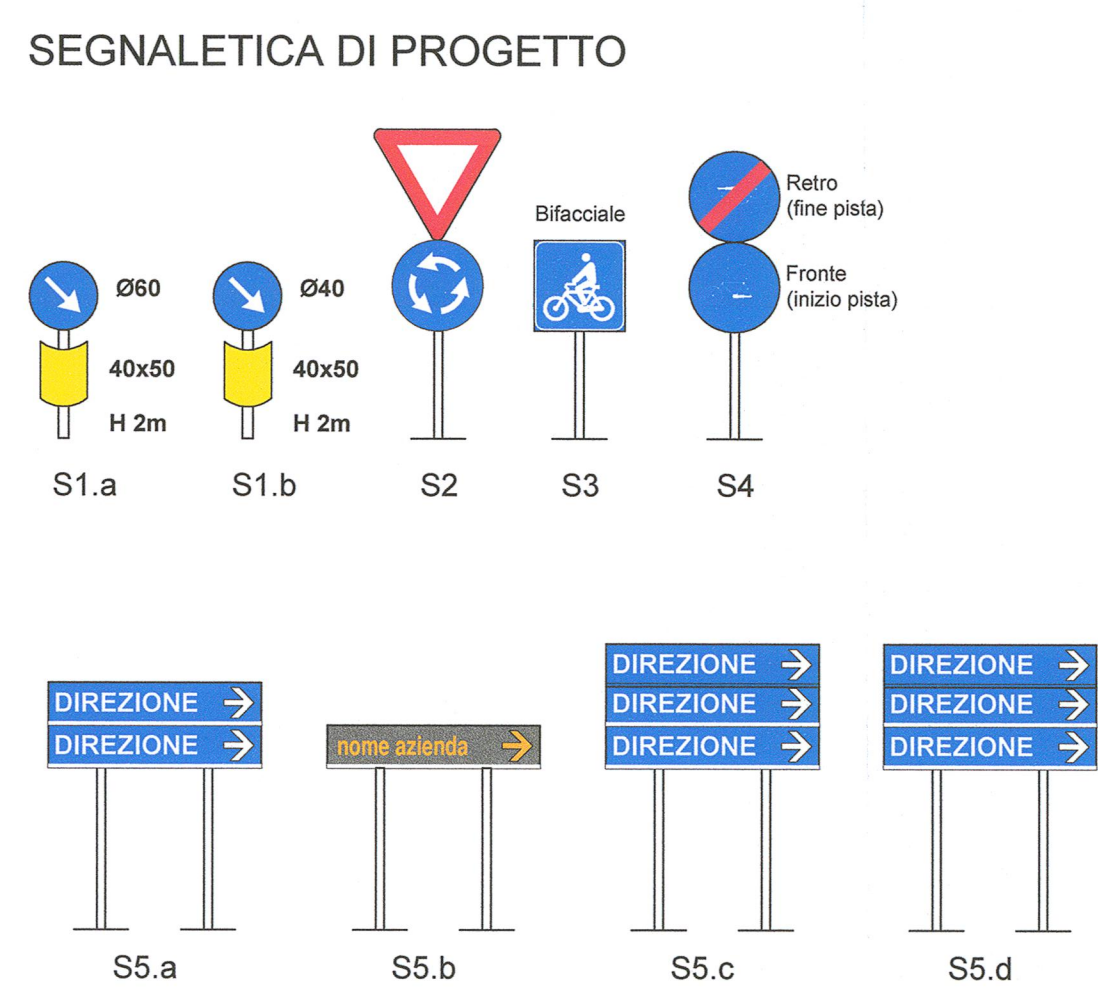 SEGNALETICA DI PROGETTO
Retro
(fine pista)
Bifacciale
Fronte
(inizio pista)
Ø60
Ø40
40x50
40x50
H 2m
H 2m
S1.a
S1.b
S2
S3
S4
DIREZIONE
DIREZIONE
nome azienda
DIREZIONE
DIREZIONE
DIREZIONE
DIREZIONE
DIREZIONE
DIREZIONE
S5.a
S5.b
S5.c
S5.d